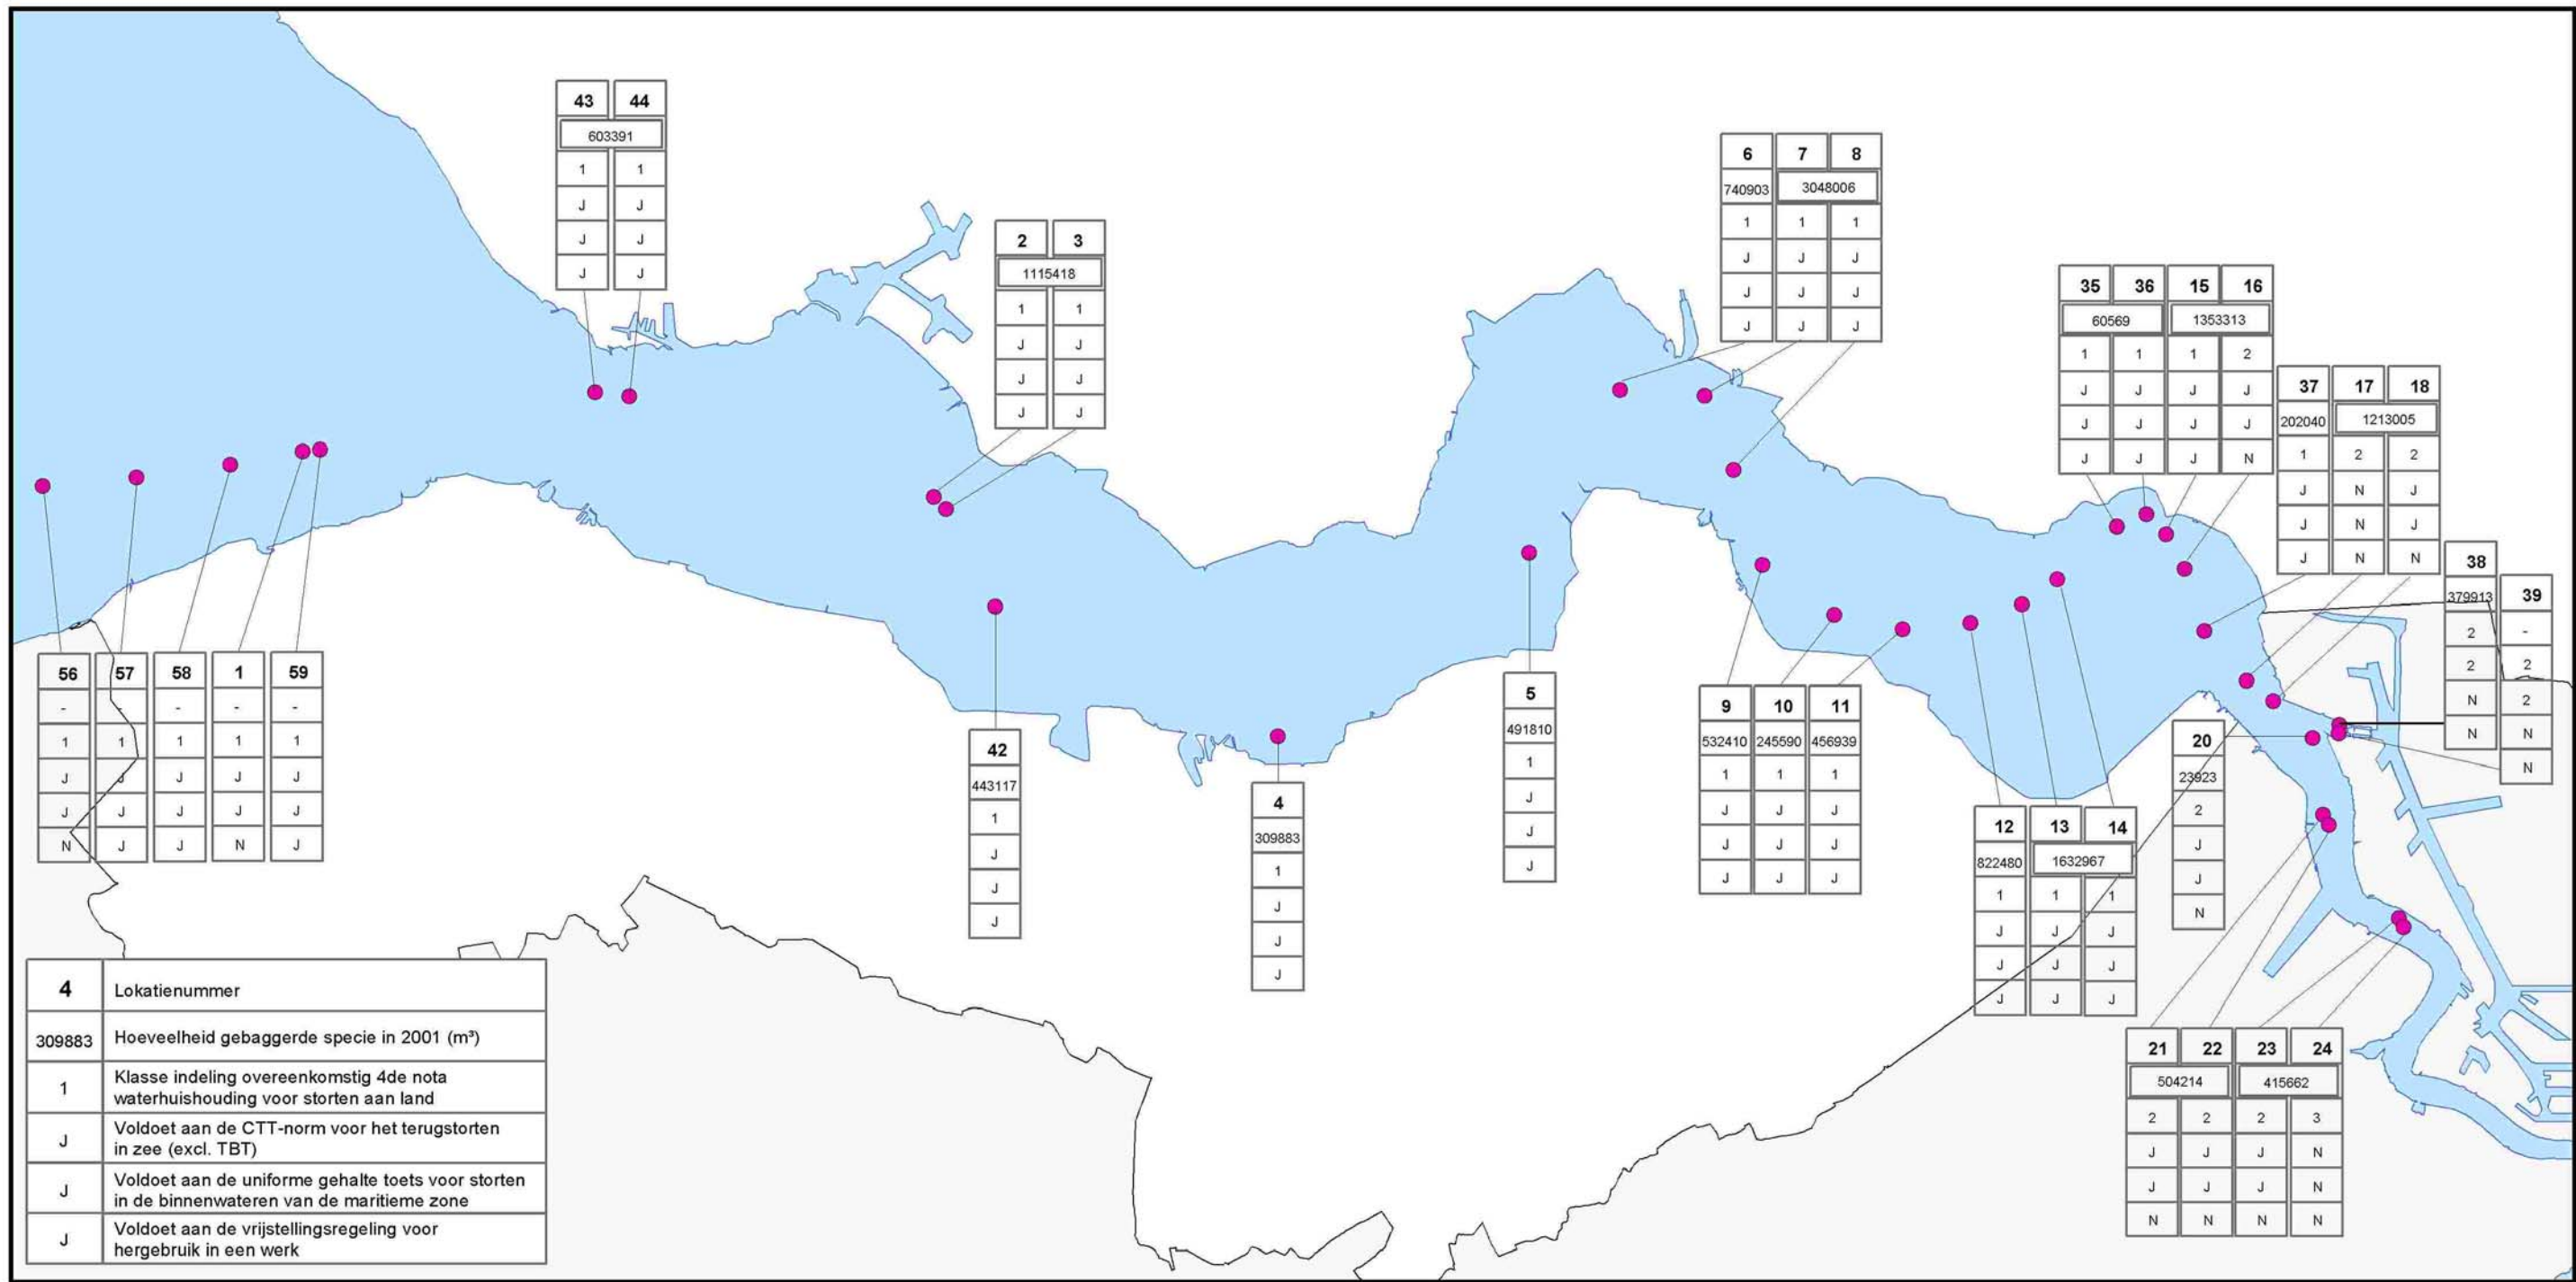 43 44
603391
1 1
J J
J J
J J
2 3
1115418
1 1
J J
J J
J J
6 7 8
740903 3048006
1 1 1
J J J
J J J
J J J
35 36 15 16
60569 1353313
1 1 1 2
J J J J
J J J J
J J J N
37 17 18
202040 1213005
1 2 2
J N J
J N J
J N N
38
379913
2
2
N
N
39
-
2
2
N
N
56 57 58 1 59
- - - - -
1 1 1 1 1
J J J J J
J J J J J
N J J N J
42
443117
1
J
J
J
4
309883
1
J
J
J
5
491810
1
J
J
J
9 10 11
532410 245590 456939
1 1 1
J J J
J J J
J J J
12 13 14
822480 1632967
1 1 1
J J J
J J J
J J J
20
23923
2
J
J
N
21 22 23 24
504214 415662
2 2 2 3
J J J N
J J J N
N N N N
4 Lokatienummer
309883 Hoeveelheid gebaggerde specie in 2001 (m³)
1 Klasse indeling overeenkomstig 4de nota
waterhuishouding voor storten aan land
J Voldoet aan de CTT-norm voor het terugstorten
in zee (excl. TBT)
J Voldoet aan de uniforme gehalte toets voor storten
in de binnenwateren van de maritieme zone
J Voldoet aan de vrijstellingsregeling voor
hergebruik in een werk